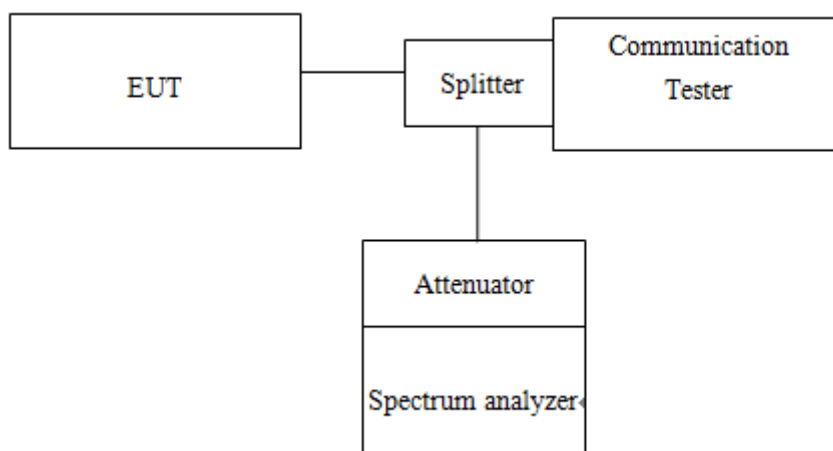 EUT
Splitter
Communication
Tester
Attenuator
Spectrum analyzer